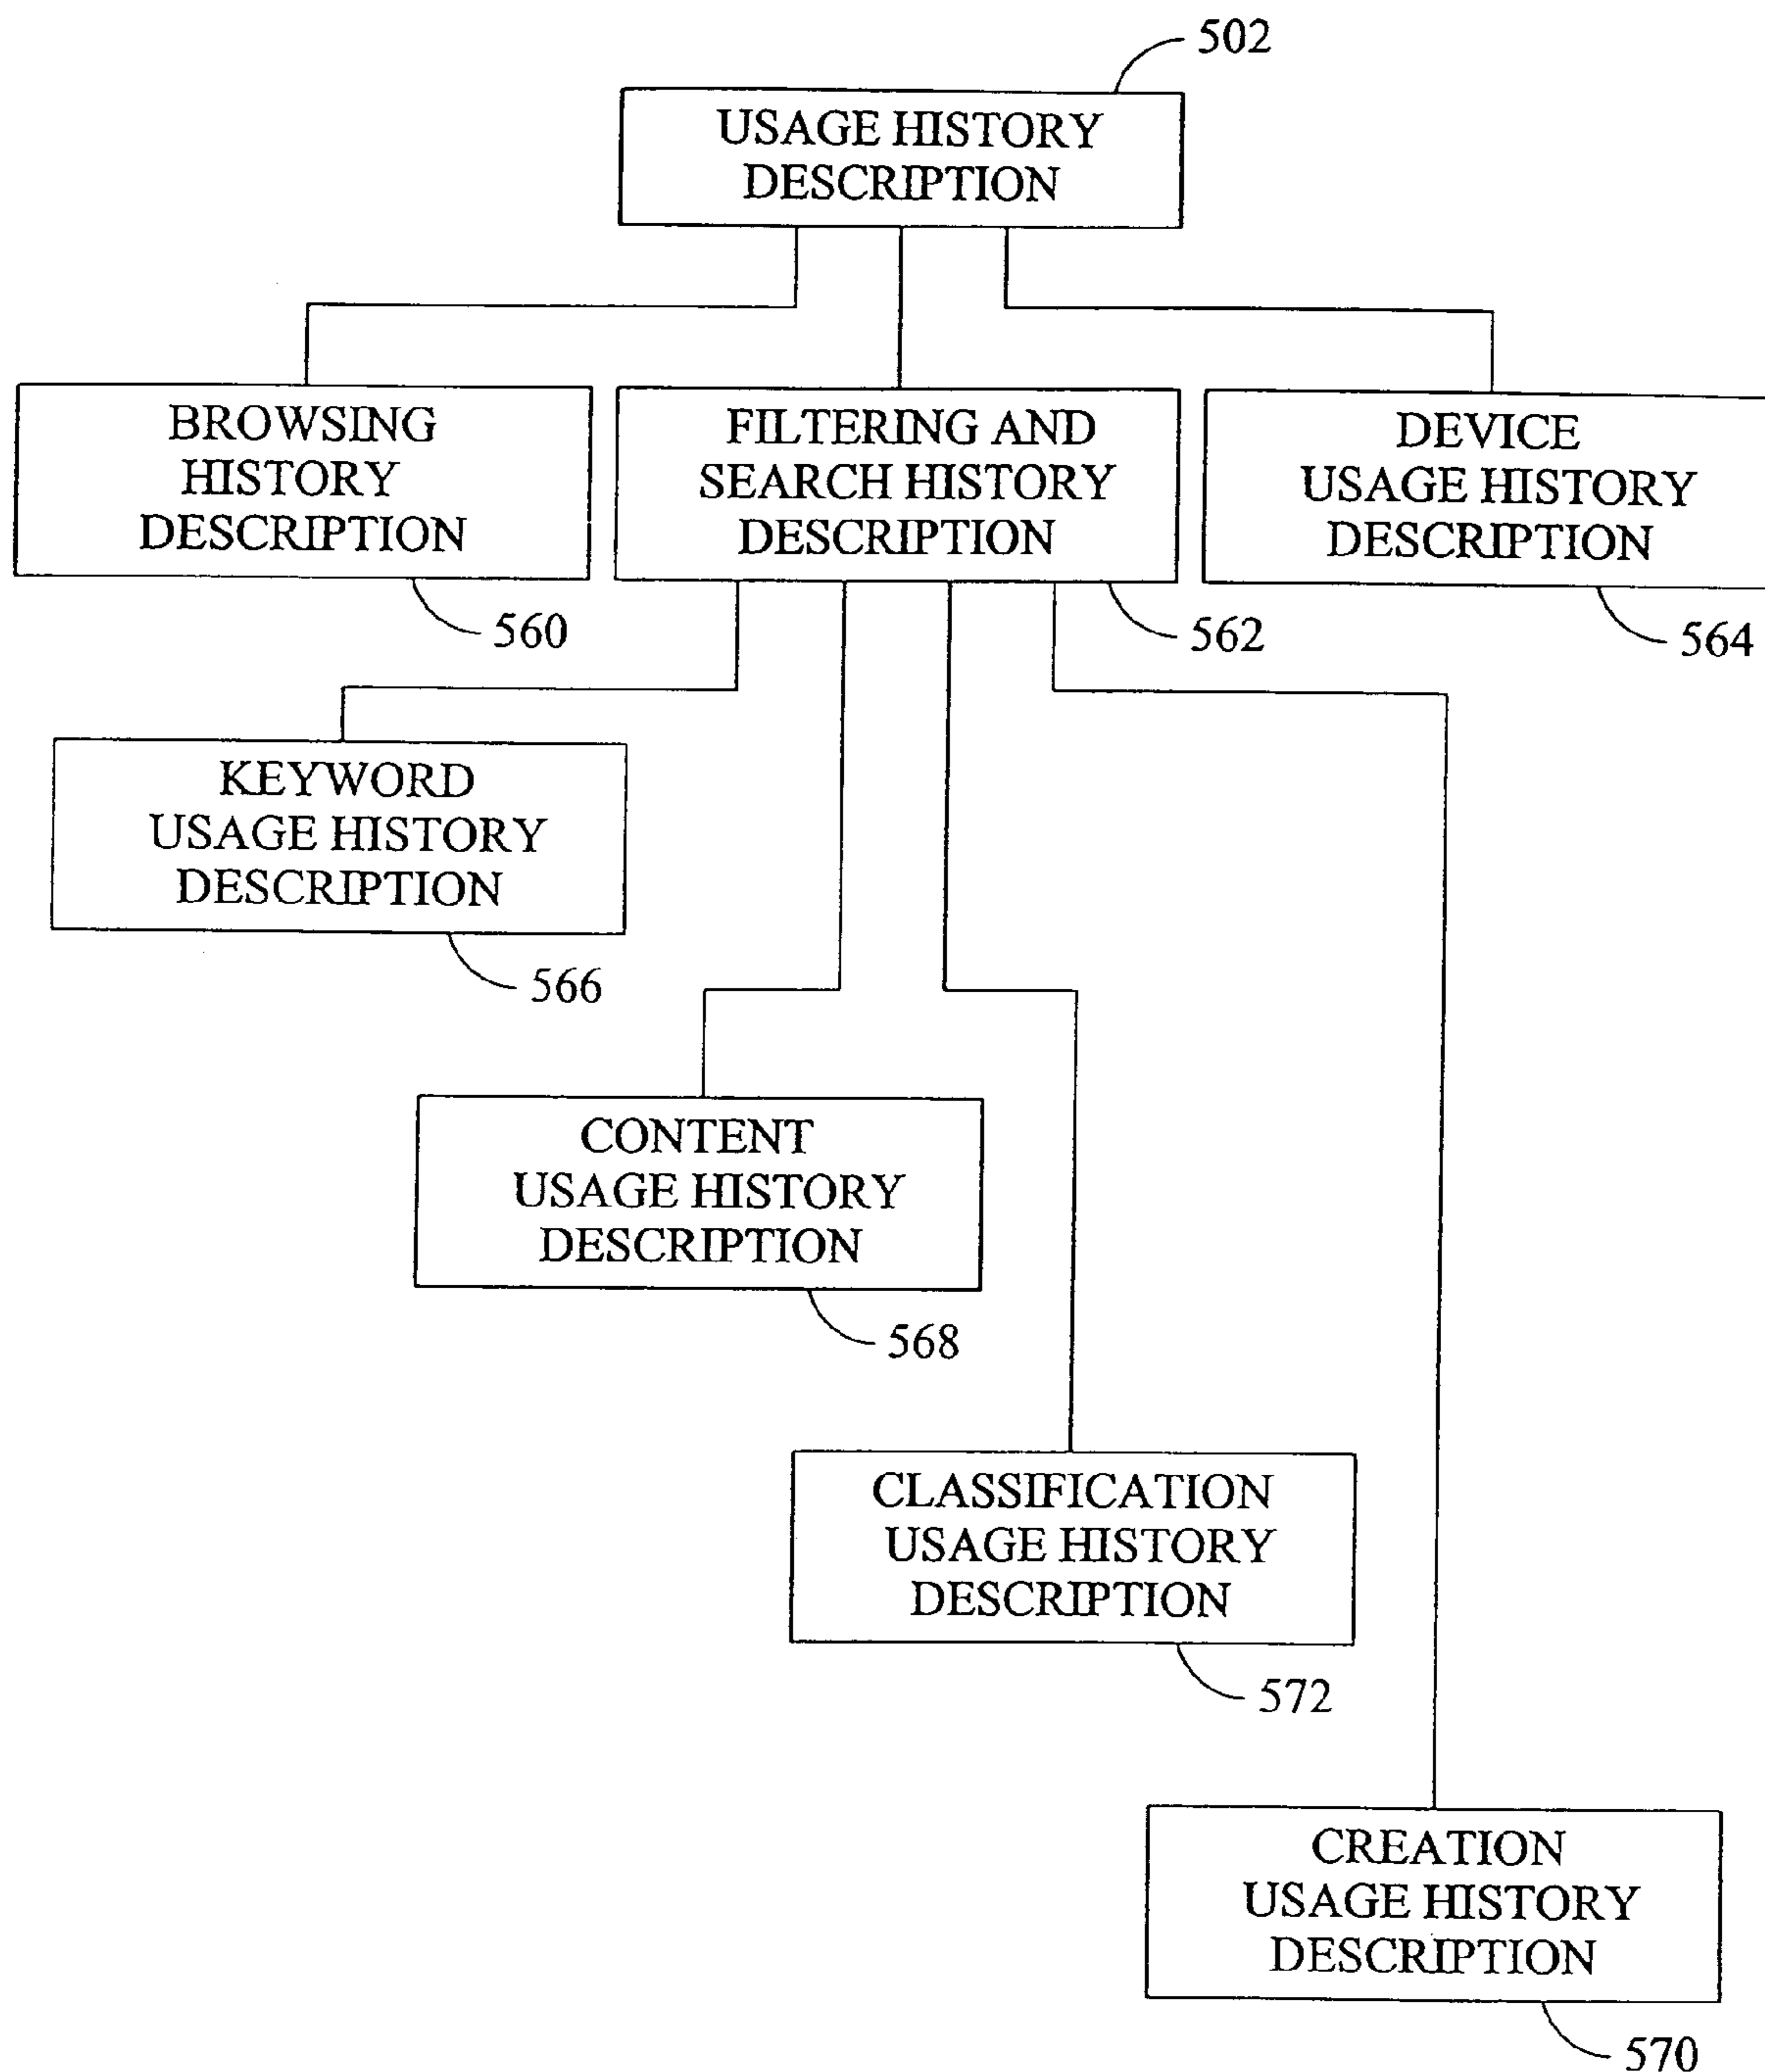 502
USAGE HISTORY
DESCRIPTION
BROWSING
HISTORY
DESCRIPTION
560
FILTERING AND
SEARCH HISTORY
DESCRIPTION
562
DEVICE
USAGE HISTORY
DESCRIPTION
564
KEYWORD
USAGE HISTORY
DESCRIPTION
566
CONTENT
USAGE HISTORY
DESCRIPTION
568
CLASSIFICATION
USAGE HISTORY
DESCRIPTION
572
CREATION
USAGE HISTORY
DESCRIPTION
570